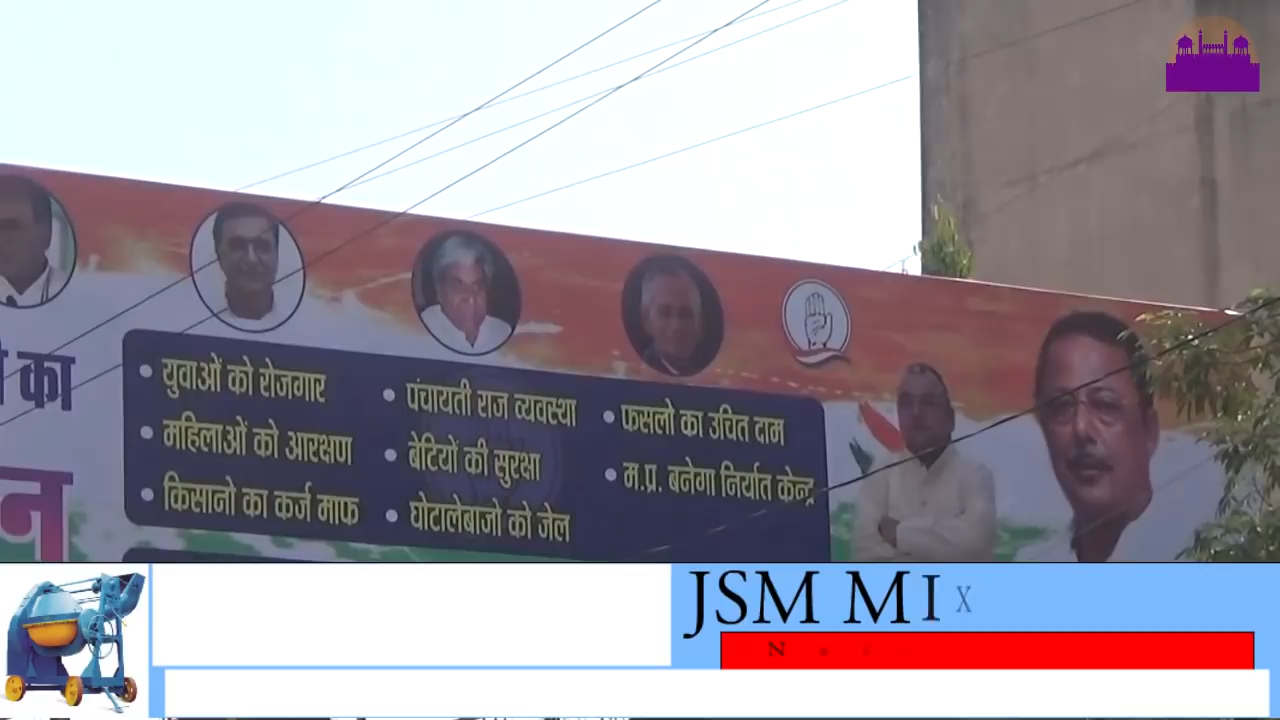 का
• युवाओं को रोजगार
• महिलाओं को आरक्षण
• किसानो का कर्ज माफ
• पंचायती राज व्यवस्था
• बेटियों की सुरक्षा
• घोटालेबाजो को जेल
• फसलो का उचित दाम
• म.प्र. बनेगा निर्यात केन्द्र
JSM MIX